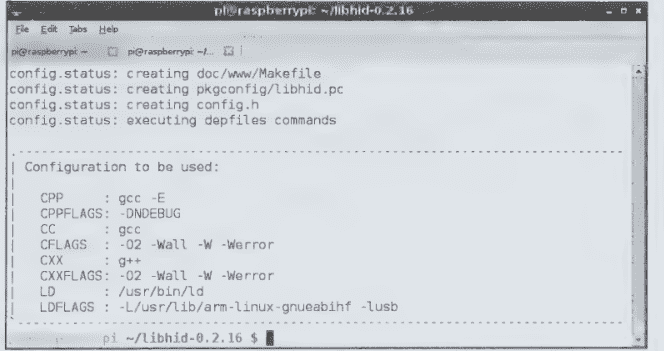 pi@raspberrypi: ~/libhid-0.2.16
File Edit Tabs Help
pi@raspberrypi: ~ pi@raspberrypi: ~/...
config.status: creating doc/www/Makefile
config.status: creating pkgconfig/libhid.pc
config.status: creating config.h
config.status: executing depfiles commands
Configuration to be used:
CPP : gcc -E
CPPFLAGS: -DNDEBUG
CC : gcc
CFLAGS : -O2 -Wall -W -Werror
CXX : g++
CXXFLAGS: -O2 -Wall -W -Werror
LD : /usr/bin/ld
LDFLAGS : -L/usr/lib/arm-linux-gnueabihf -lusb
pi ~/libhid-0.2.16 $